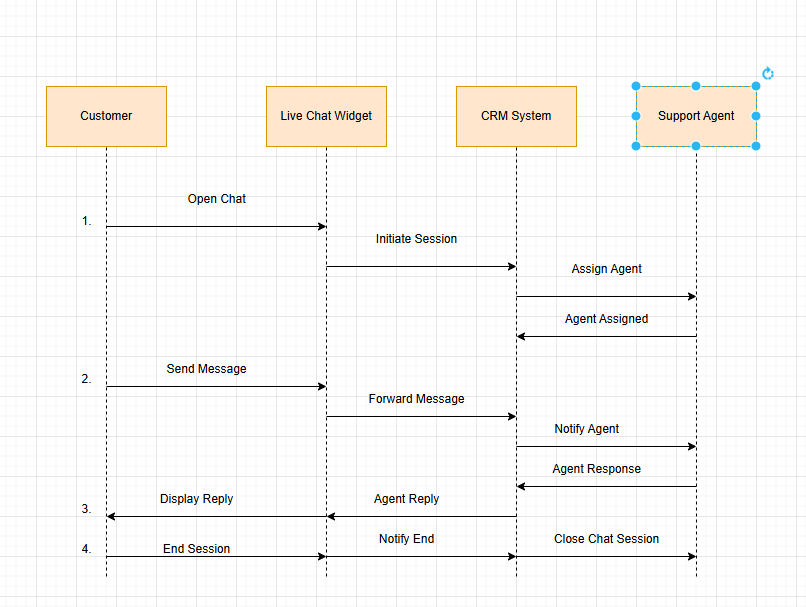 Customer
Live Chat Widget
CRM System
Support Agent
Open Chat
1.
Initiate Session
Assign Agent
Agent Assigned
Send Message
2.
Forward Message
Notify Agent
Agent Response
Display Reply
Agent Reply
3.
Notify End
Close Chat Session
4.
End Session